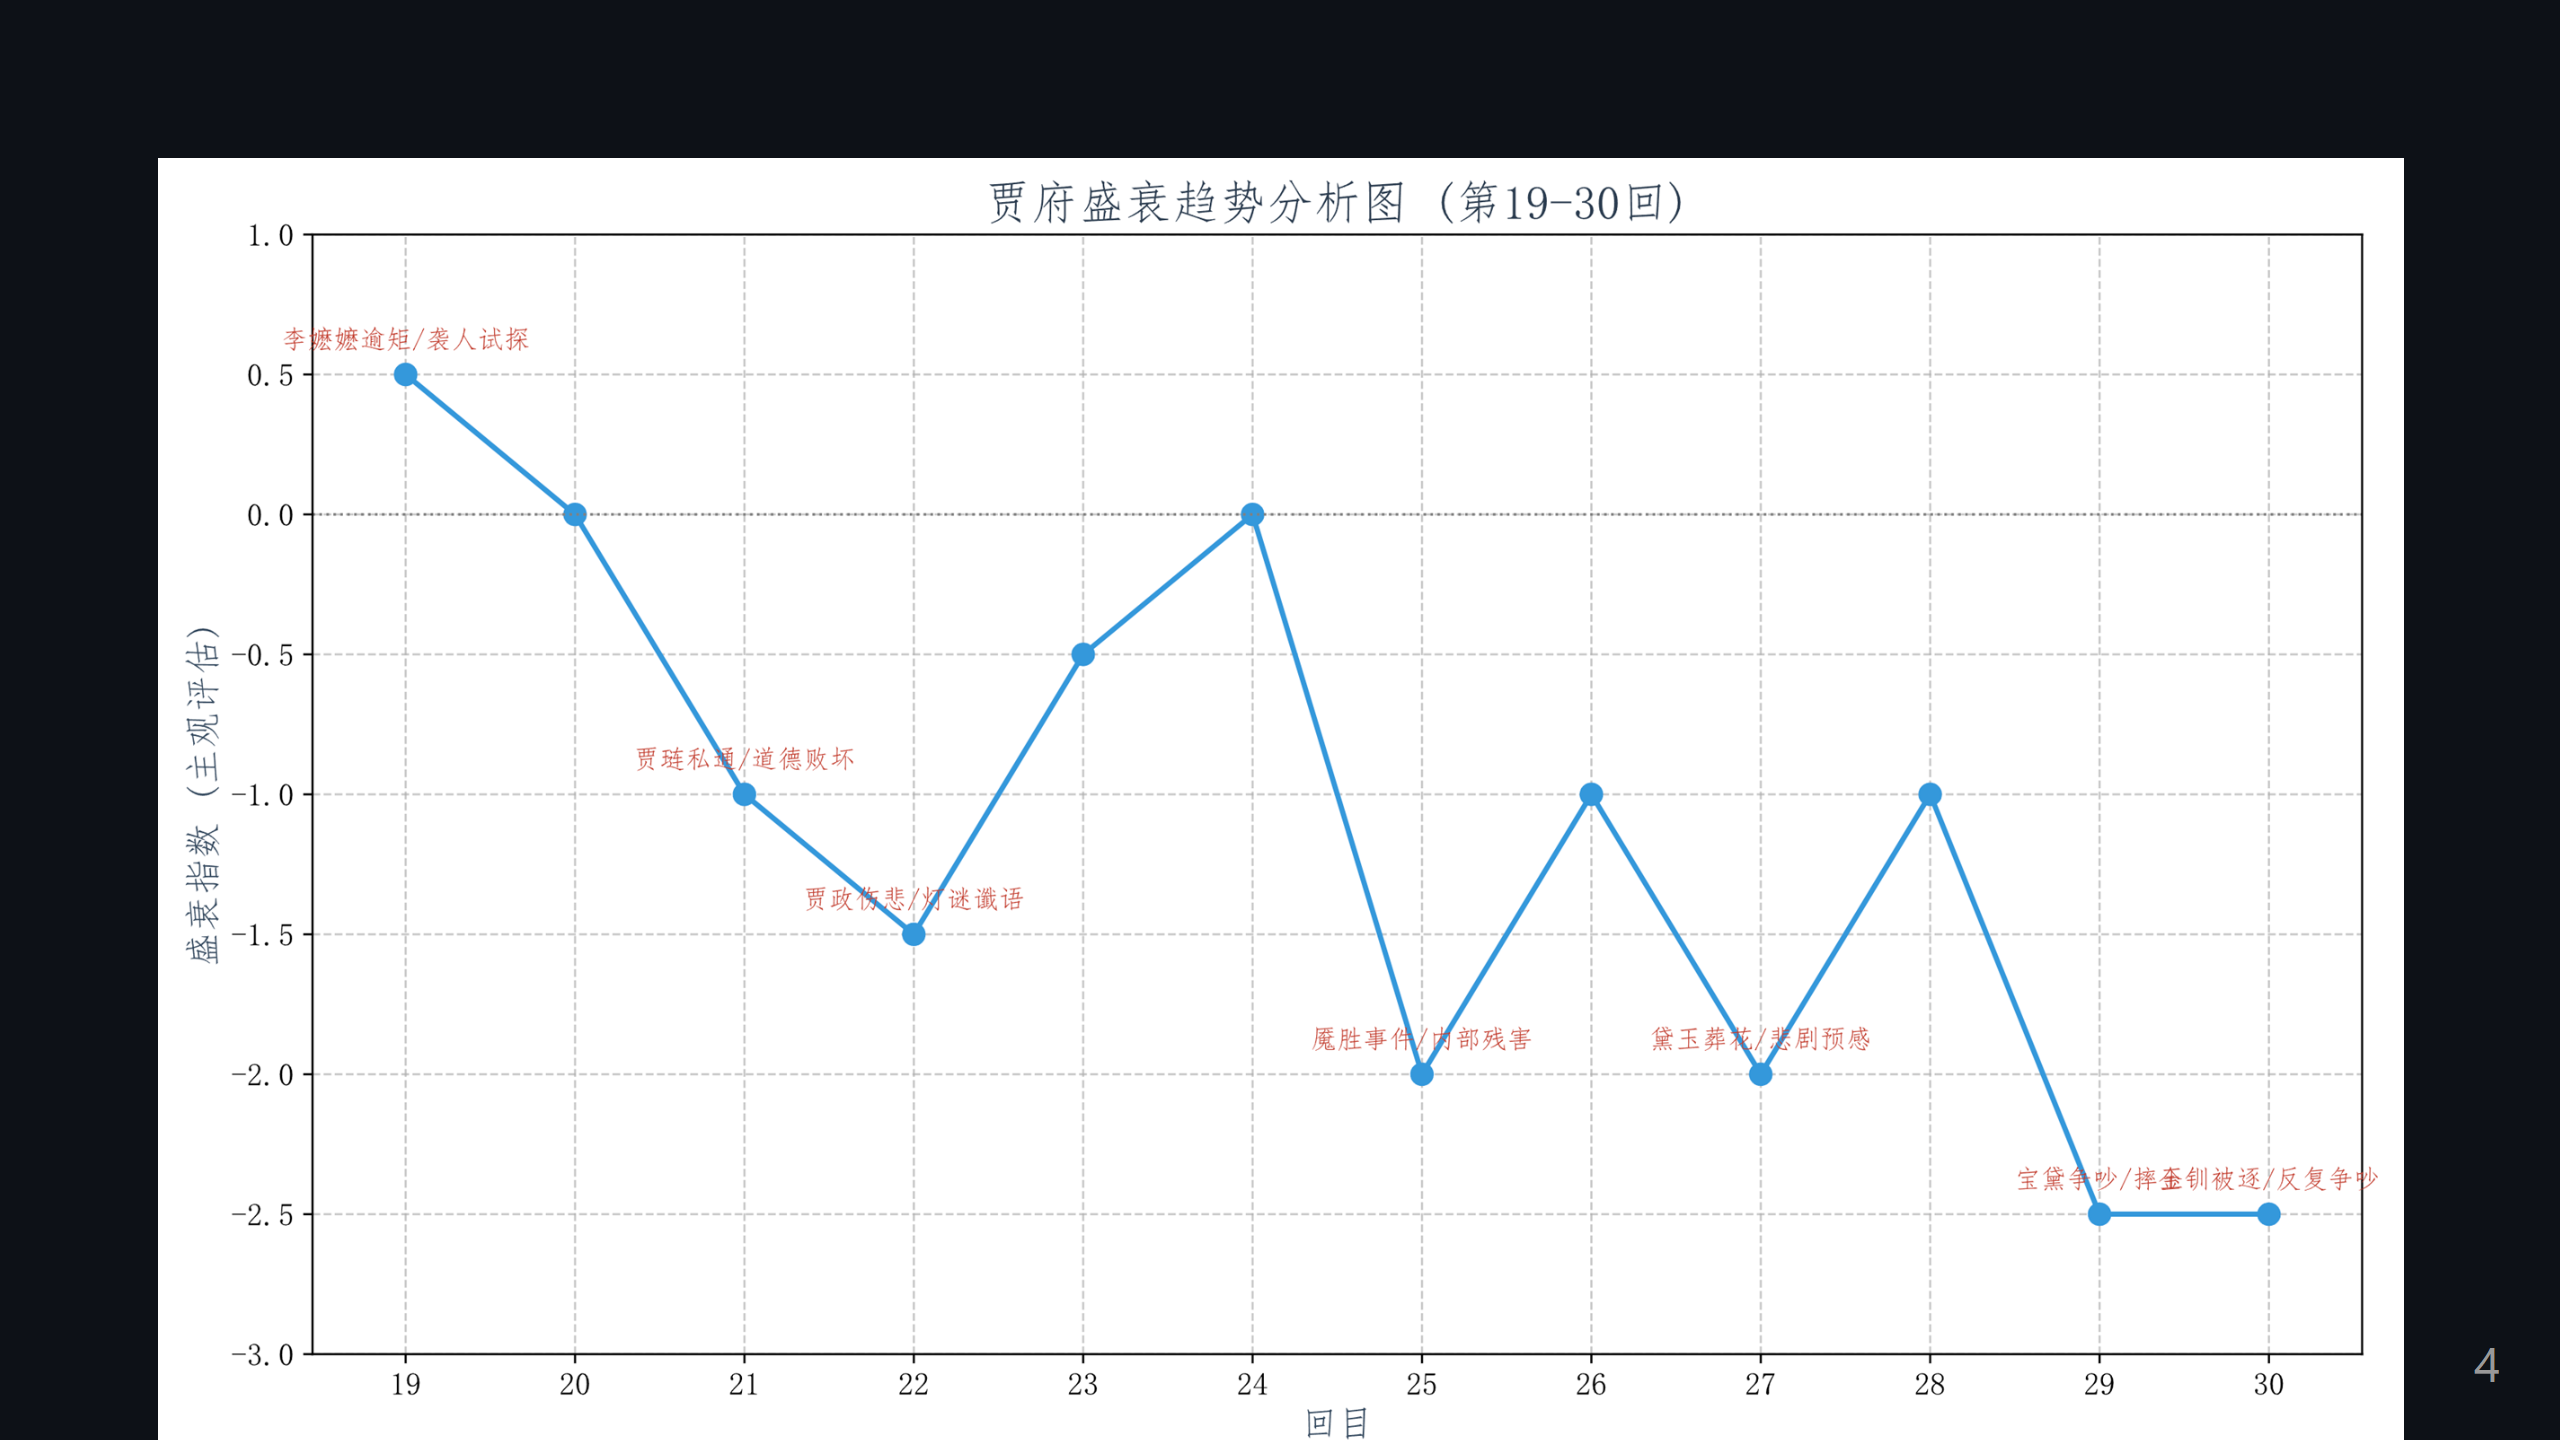 贾府盛衰趋势分析图 (第19-30回)
盛衰指数 (主观评估)
1.0
0.5
0.0
-0.5
-1.0
-1.5
-2.0
-2.5
-3.0
李嬷嬷逾矩/袭人试探
贾琏私通/道德败坏
贾政伤悲/灯谜谶语
魇胜事件/内部残害
黛玉葬花/悲剧预感
宝黛争吵/摔
金钏被逐/反复争吵
19 20 21 22 23 24 25 26 27 28 29 30
回目
4